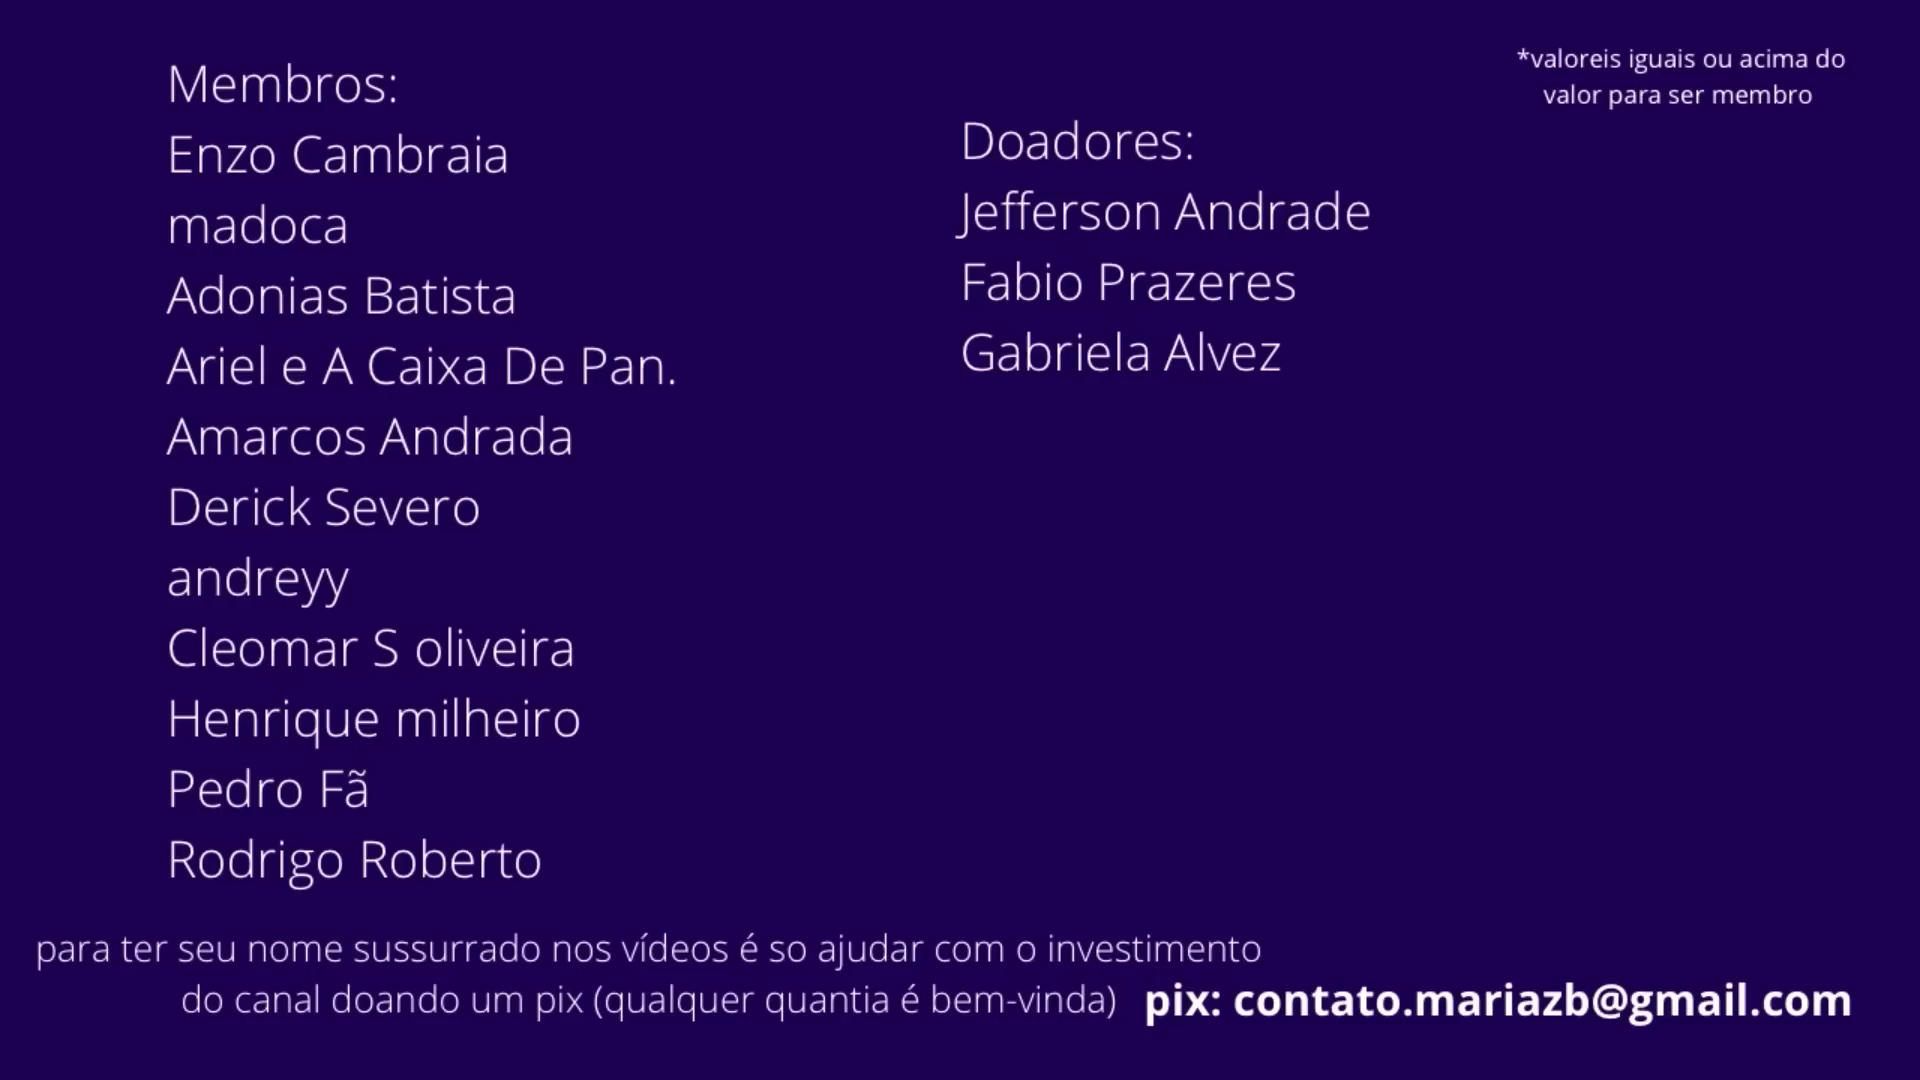 Membros:
Enzo Cambraia
madoca
Adonias Batista
Ariel e A Caixa De Pan.
Amarcos Andrada
Derick Severo
andreyy
Cleomar S oliveira
Henrique milheiro
Pedro Fã
Rodrigo Roberto
*valoreis iguais ou acima do
valor para ser membro
Doadores:
Jefferson Andrade
Fabio Prazeres
Gabriela Alvez
para ter seu nome sussurrado nos vídeos é so ajudar com o investimento
do canal doando um pix (qualquer quantia é bem-vinda) pix: contato.mariazb@gmail.com